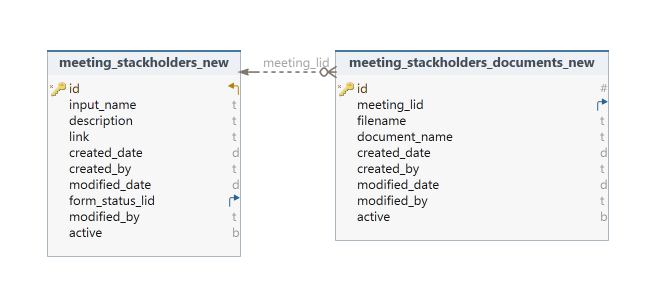 meeting_stackholders_new
id
input_name t
description t
link t
created_date d
created_by t
modified_date d
form_status_lid
modified_by t
active b
meeting_lid
meeting_stackholders_documents_new
id #
meeting_lid
filename t
document_name t
created_date d
created_by t
modified_date d
modified_by t
active b